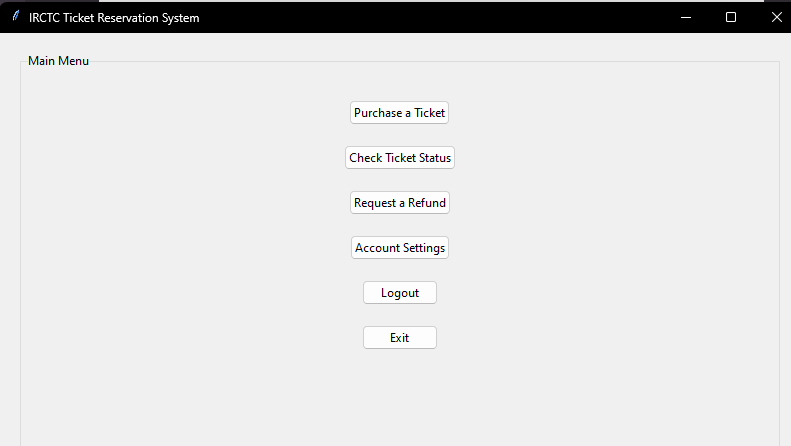 IRCTC Ticket Reservation System
Main Menu
Purchase a Ticket
Check Ticket Status
Request a Refund
Account Settings
Logout
Exit